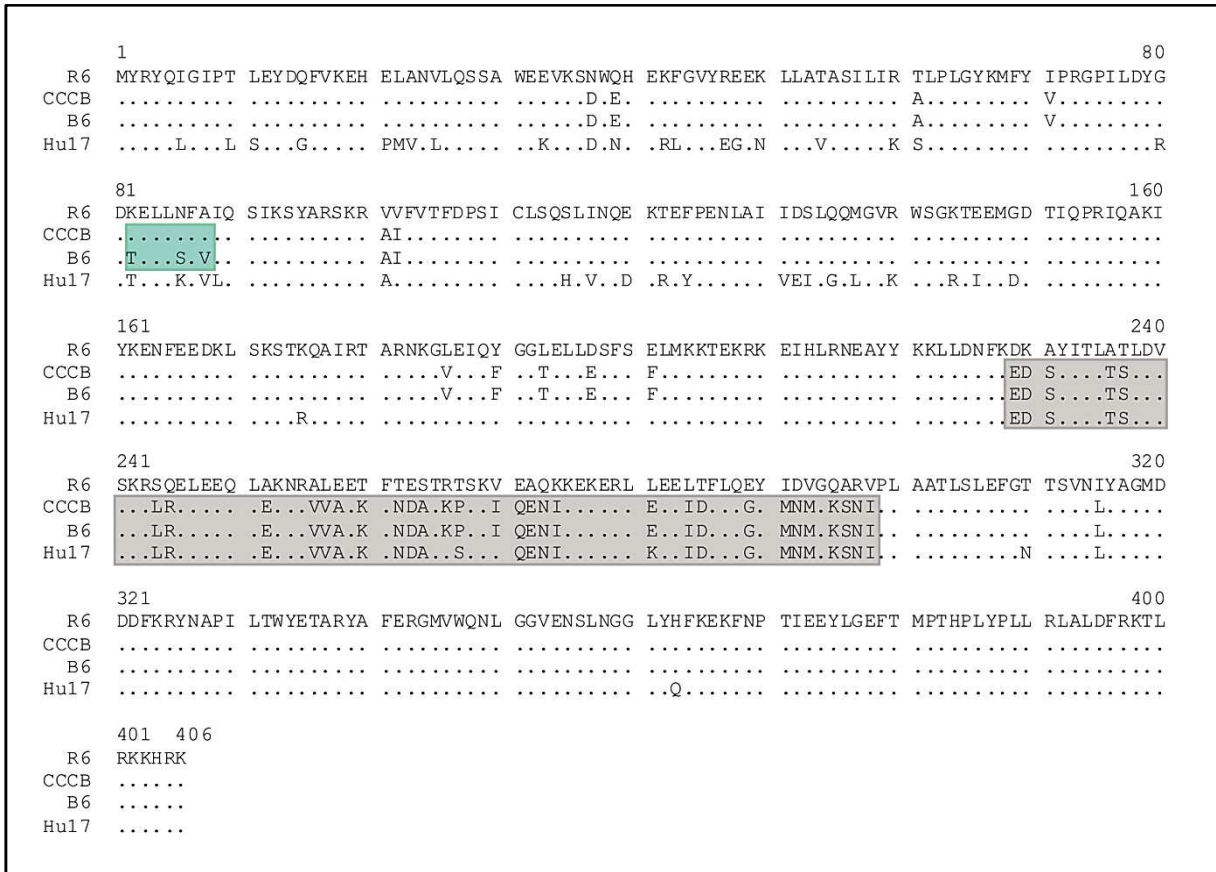 1 80
R6 MYRYQIGIPT LEYDQFVKEH ELANVLQSSA WEEVKSNWQH EKFGVYREEK LLATASILIR TLPLGYKMFY IPRGPILDYG
CCCB .......... .......... .......... ......D.E. .......... .......... A......... V.........
B6 .......... .......... .......... ......D.E. .......... .......... A......... V.........
Hu17 .....L...L S...G..... PMV.L..... ..K...D.N. .RL...EG.N ...V.....K S......... .........R
81 160
R6 DKELLNFAIQ SIKSYARSKR VVFVTFDPSI CLSQSLINQE KTEFPENLAI IDSLQQMGVR WSGKTEEMGD TIQPRIQAKI
CCCB .......... .......... AI........ .......... .......... .......... .......... ..........
B6 .T...S.V.. .......... AI........ .......... .......... .......... .......... ..........
Hu17 .T...K.VL. .......... A......... .....H.V..D .R.Y...... VEI.G.L..K ...R.I..D. ..........
161 240
R6 YKENFEEDKL SKSTKQAIRT ARNKGLEIQY GGLELLDSFS ELMKKTEKRK EIHLRNEAYY KKLLDNFKDK AYITLATLDV
CCCB .......... .......... .....V...F ..T...E... F......... .......... ........ED S....TS...
B6 .......... .......... .....V...F ..T...E... F......... .......... ........ED S....TS...
Hu17 .......... ....R..... .......... .......... .......... .......... ........ED S....TS...
241 320
R6 SKRSQELEEQ LAKNRALEET FTESTRTSKV EAQKKEKERL LEELTFLQEY IDVGQARVPL AATLSLEFGT TSVNIYAGMD
CCCB ...LR..... ..E...VVA.K .NDA.KP..I QENI...... E..ID...G. MNM.KSNI.. .......... ....L.....
B6 ...LR..... ..E...VVA.K .NDA.KP..I QENI...... E..ID...G. MNM.KSNI.. .......... ....L.....
Hu17 ...LR..... ..E...VVA.K .NDA..S... QENI...... K..ID...G. MNM.KSNI.. .........N ....L.....
321 400
R6 DDFKRYNAPI LTWYETARYA FERGMVWQNL GGVENSLNGG LYHFKEKFNP TIEEYLGEFT MPTHPLYPLL RLALDFRKTL
CCCB .......... .......... .......... .......... .......... .......... .......... ..........
B6 .......... .......... .......... .......... .......... .......... .......... ..........
Hu17 .......... .......... .......... .......... ..Q....... .......... .......... ..........
401 406
R6 RKKHRK
CCCB ......
B6 ......
Hu17 ......